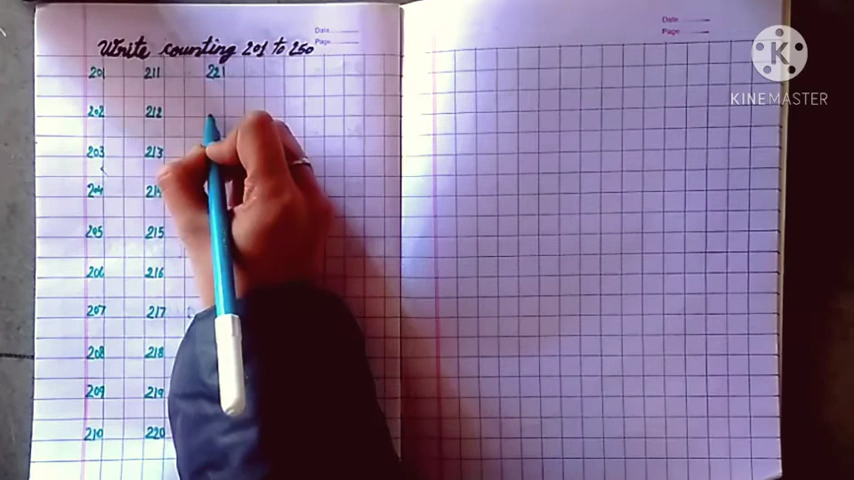 Write counting 201 to 250
Date
Page
201 211 221
202 212
203 213
204 214
205 215
206 216
207 217
208 218
209 219
210 220
Date
Page
KINEMASTER